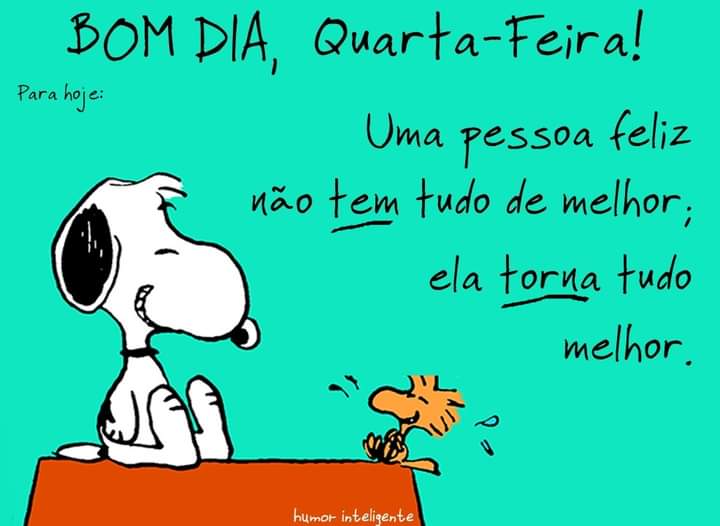 BOM DIA, Quarta-Feira!
Para hoje:
Uma pessoa feliz
não tem tudo de melhor;
ela torna tudo
melhor.
humor inteligente